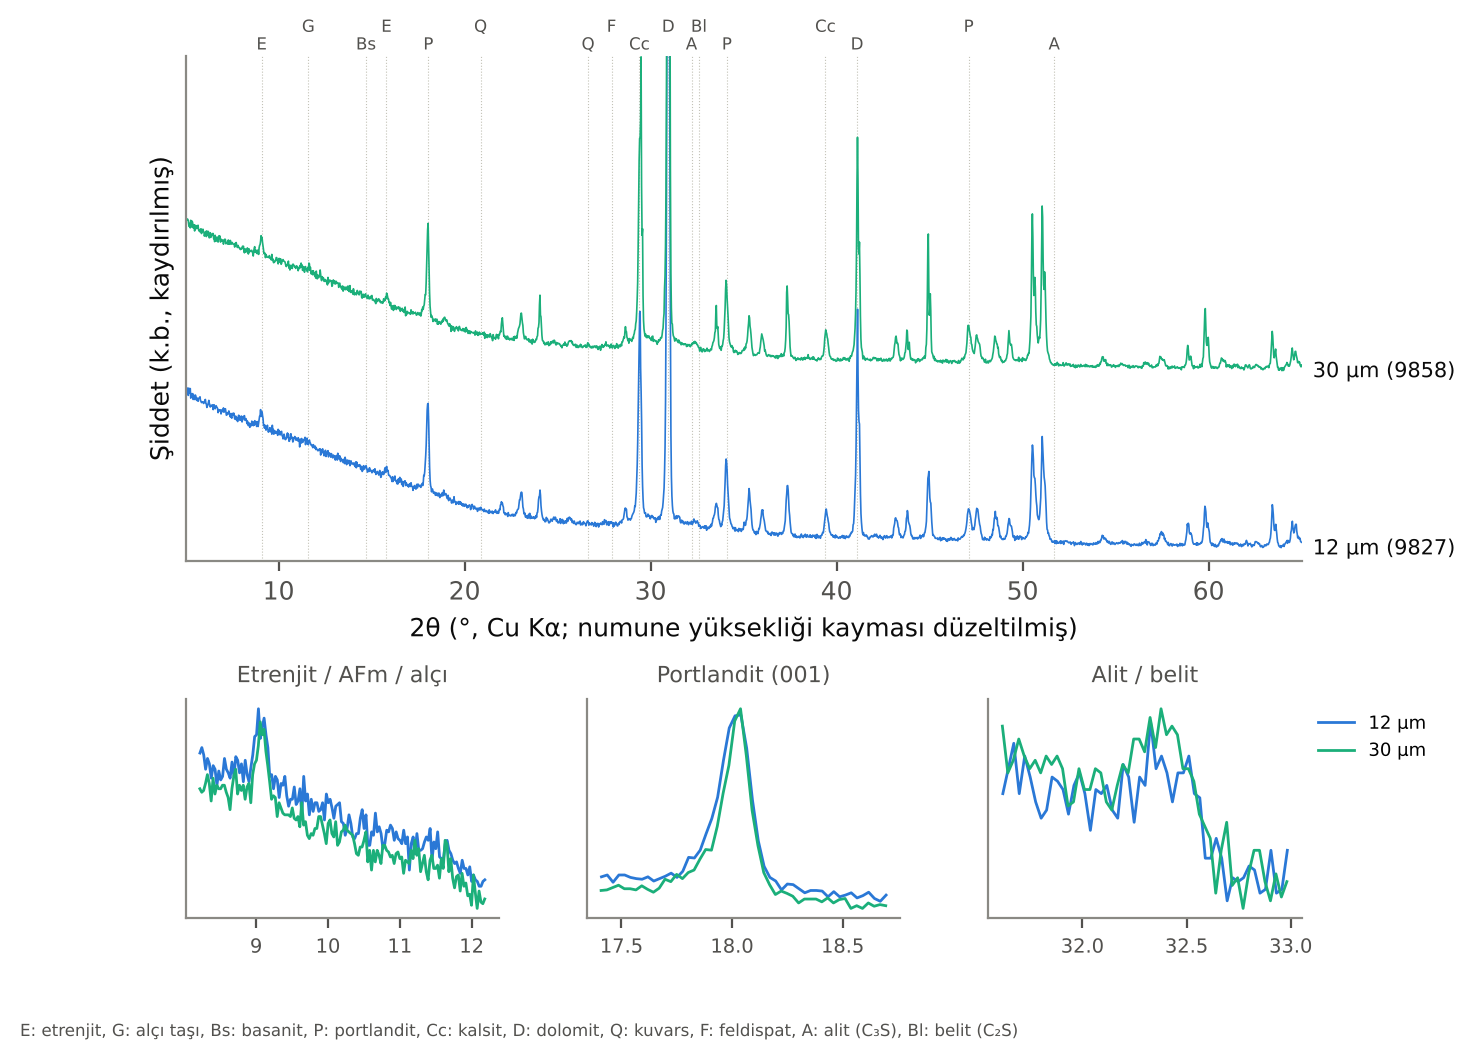 G E Q F D Bl Cc P
E Bs P Q Cc A P D A
Şiddet (k.b., kaydırılmış)
30 µm (9858)
12 µm (9827)
10 20 30 40 50 60
2θ (°, Cu Kα; numune yüksekliği kayması düzeltilmiş)
Etrenjit / AFm / alçı
Portlandit (001)
Alit / belit
12 µm
30 µm
9 10 11 12
17.5 18.0 18.5
32.0 32.5 33.0
E: etrenjit, G: alçı taşı, Bs: basanit, P: portlandit, Cc: kalsit, D: dolomit, Q: kuvars, F: feldispat, A: alit (C₃S), Bl: belit (C₂S)